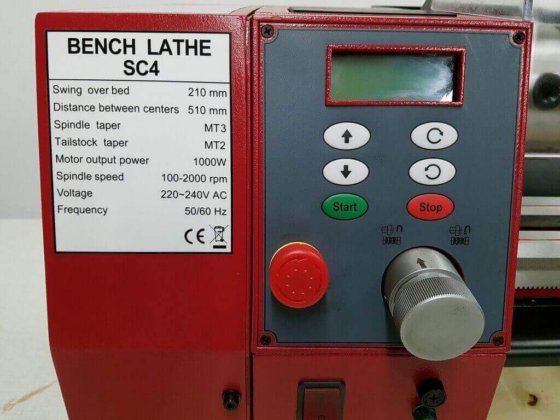 BENCH LATHE
SC4
Swing over bed 210 mm
Distance between centers 510 mm
Spindle taper MT3
Tailstock taper MT2
Motor output power 1000W
Spindle speed 100-2000 rpm
Voltage 220~240V AC
Frequency 50/60 Hz
CE
Start
Stop